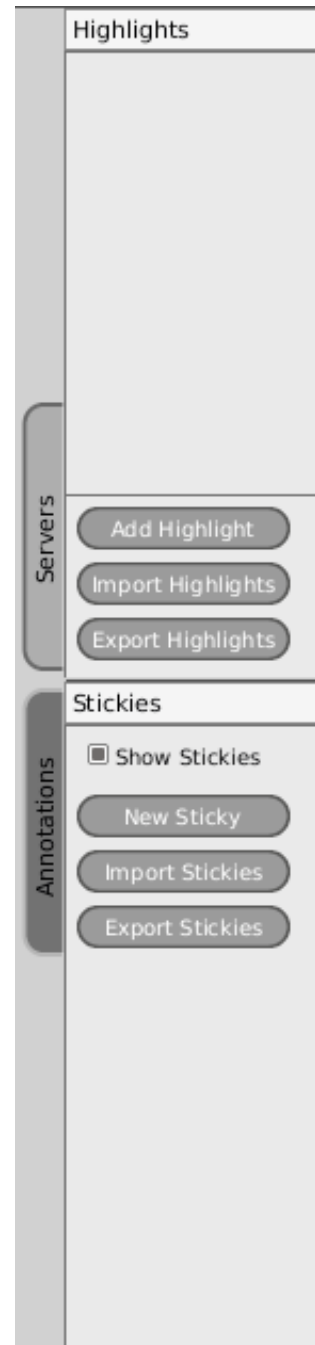 Highlights
Servers
Add Highlight
Import Highlights
Export Highlights
Stickies
Annotations
Show Stickies
New Sticky
Import Stickies
Export Stickies